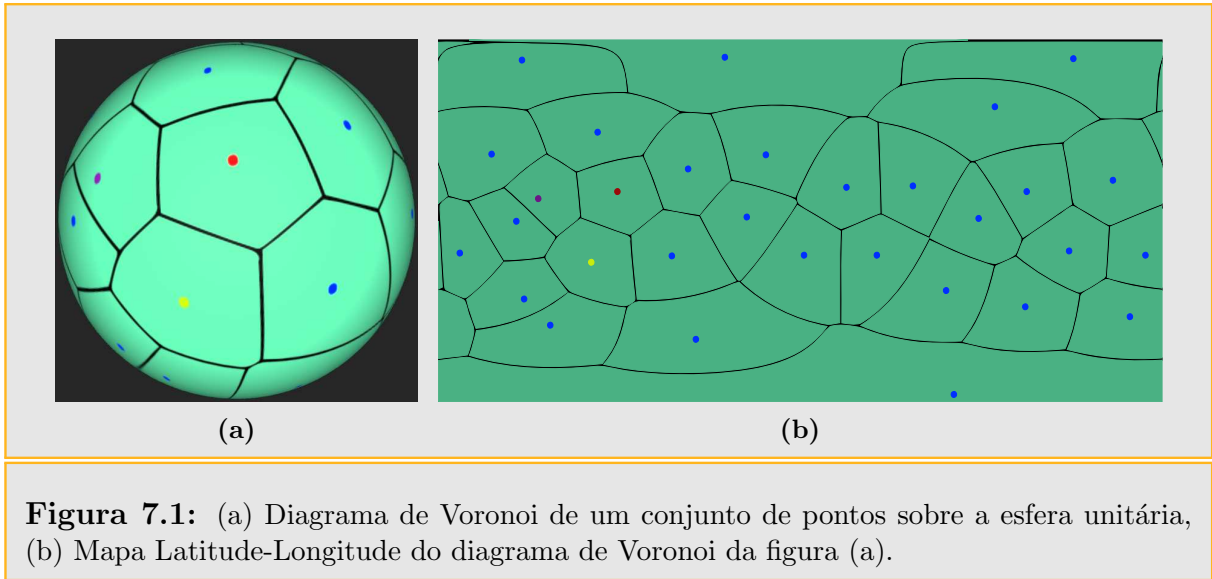 (a)
(b)
Figura 7.1: (a) Diagrama de Voronoi de um conjunto de pontos sobre a esfera unitária,
(b) Mapa Latitude-Longitude do diagrama de Voronoi da figura (a).